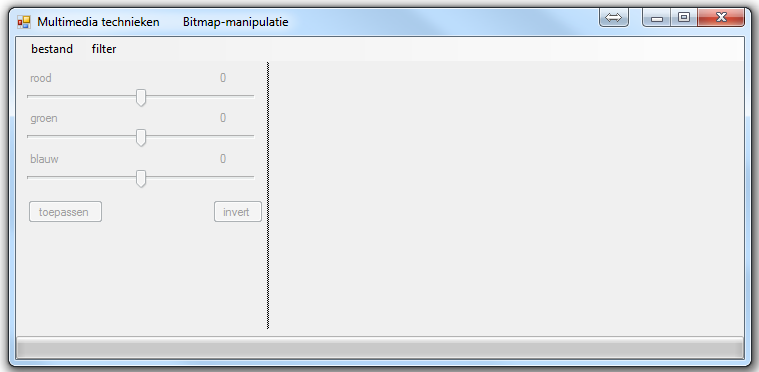 Multimedia technieken Bitmap-manipulatie
bestand filter
rood 0
groen 0
blauw 0
toepassen invert